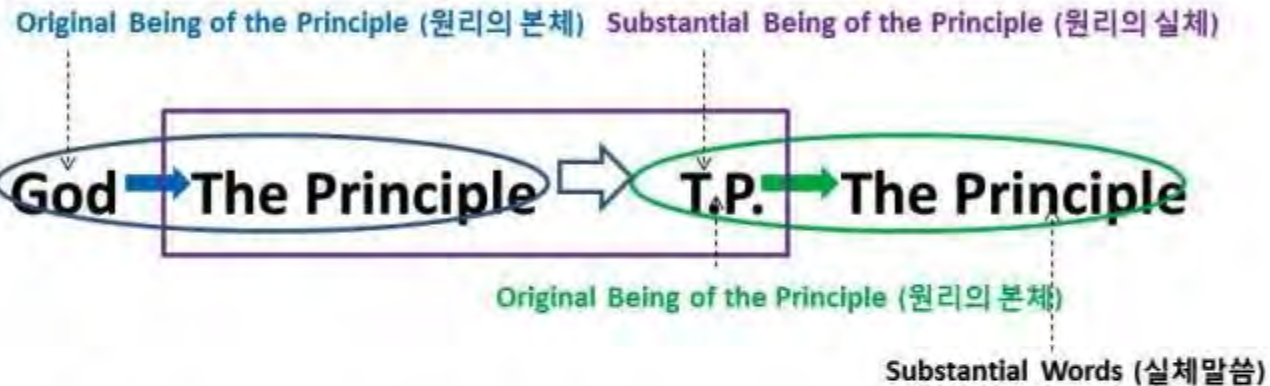 Original Being of the Principle (원리의 본체) Substantial Being of the Principle (원리의 실체)
God The Principle T.P. The Principle
Original Being of the Principle (원리의 본체)
Substantial Words (실체말씀)